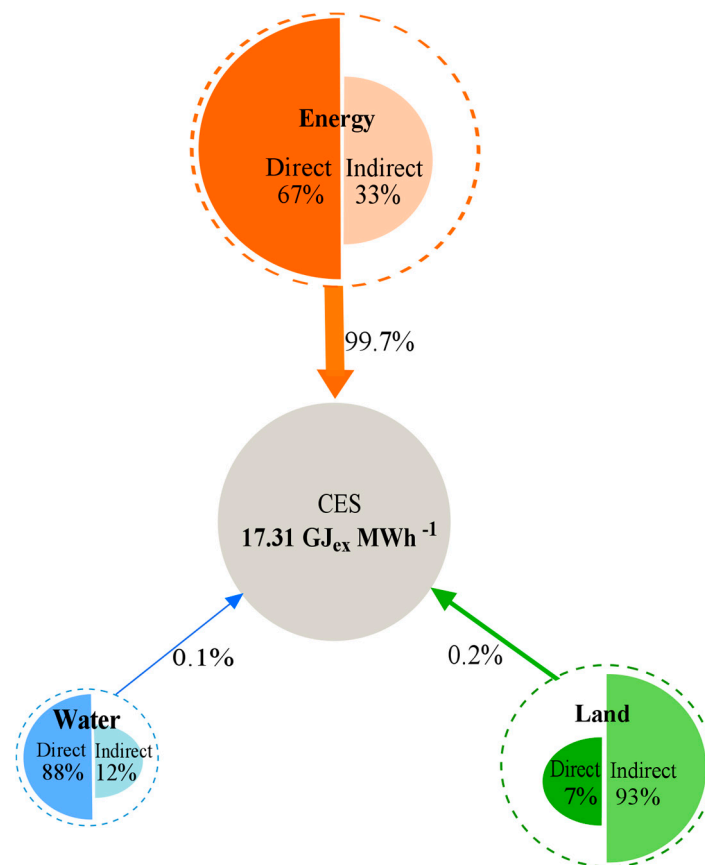 Energy
Direct Indirect
67% 33%
99.7%
CES
17.31 GJex MWh -1
0.1%
0.2%
Water
Direct Indirect
88% 12%
Land
Direct Indirect
7% 93%